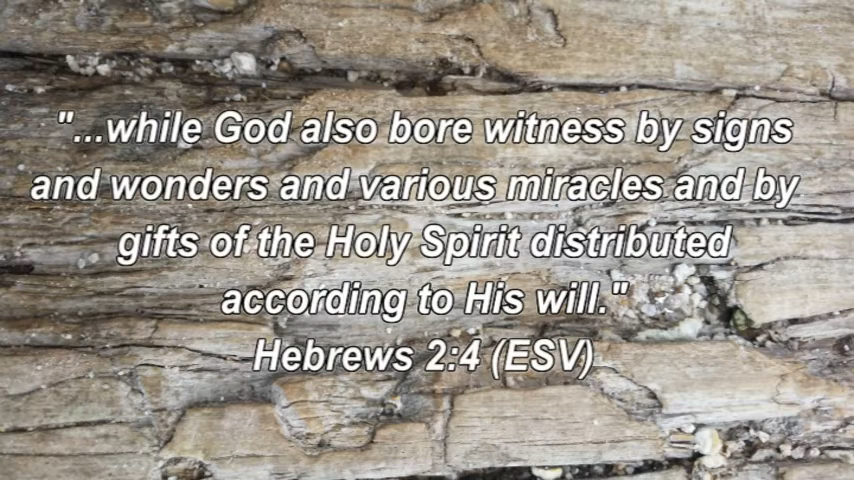 "...while God also bore witness by signs
and wonders and various miracles and by
gifts of the Holy Spirit distributed
according to His will."
Hebrews 2:4 (ESV)